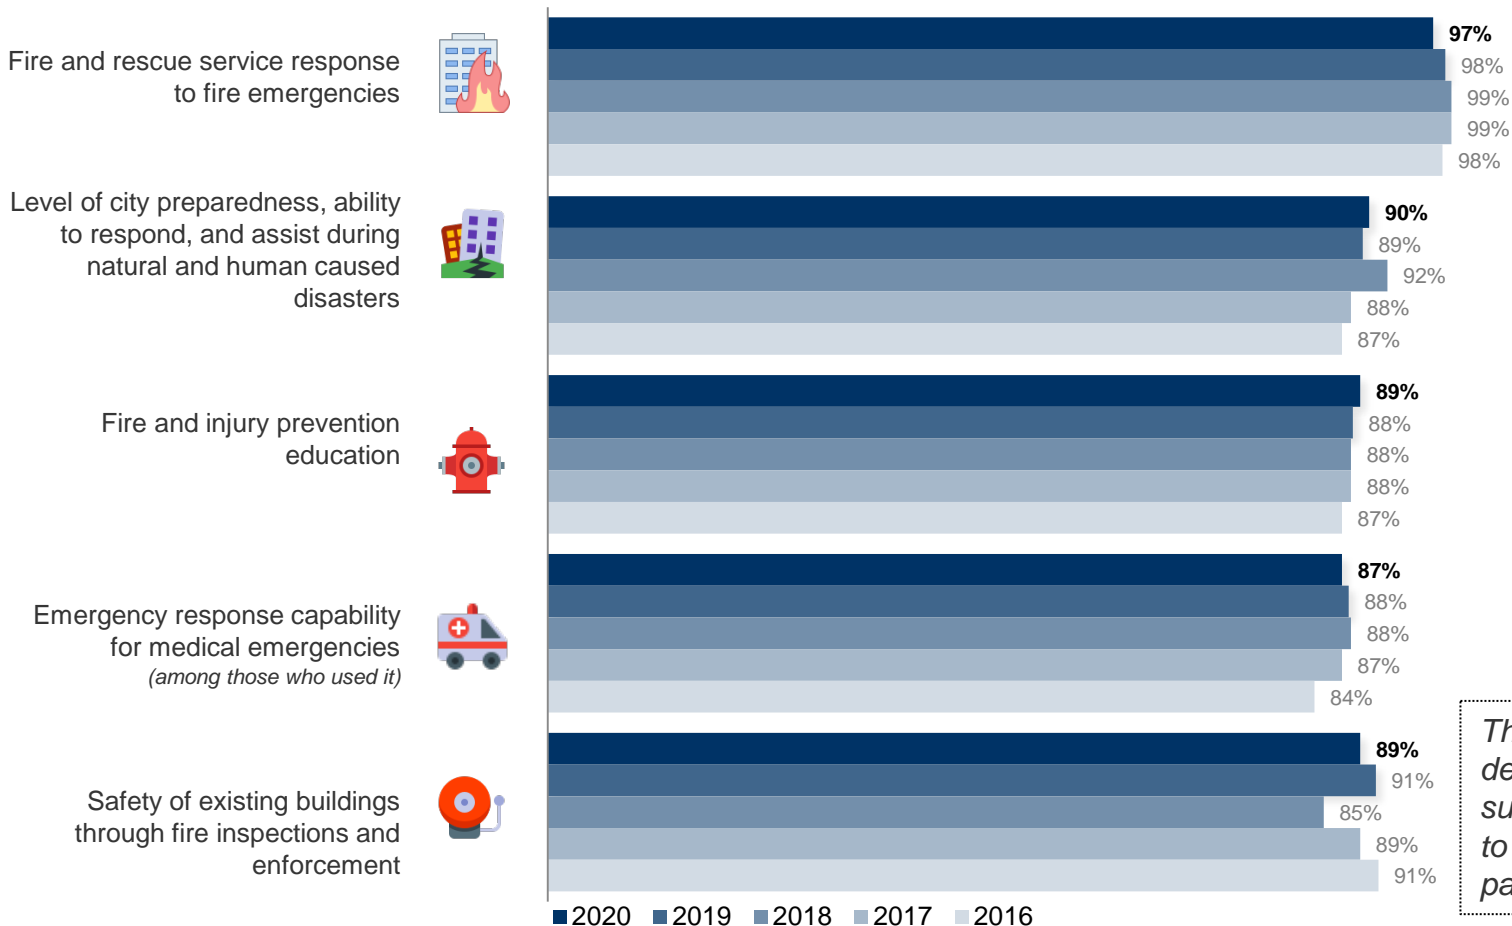 Fire and rescue service response
to fire emergencies
97%
98%
99%
99%
98%
Level of city preparedness, ability
to respond, and assist during
natural and human caused
disasters
90%
89%
92%
88%
87%
Fire and injury prevention
education
89%
88%
88%
88%
87%
Emergency response capability
for medical emergencies
(among those who used it)
87%
88%
88%
87%
84%
Safety of existing buildings
through fire inspections and
enforcement
89%
91%
85%
89%
91%
to
2020 2019 2018 2017 2016